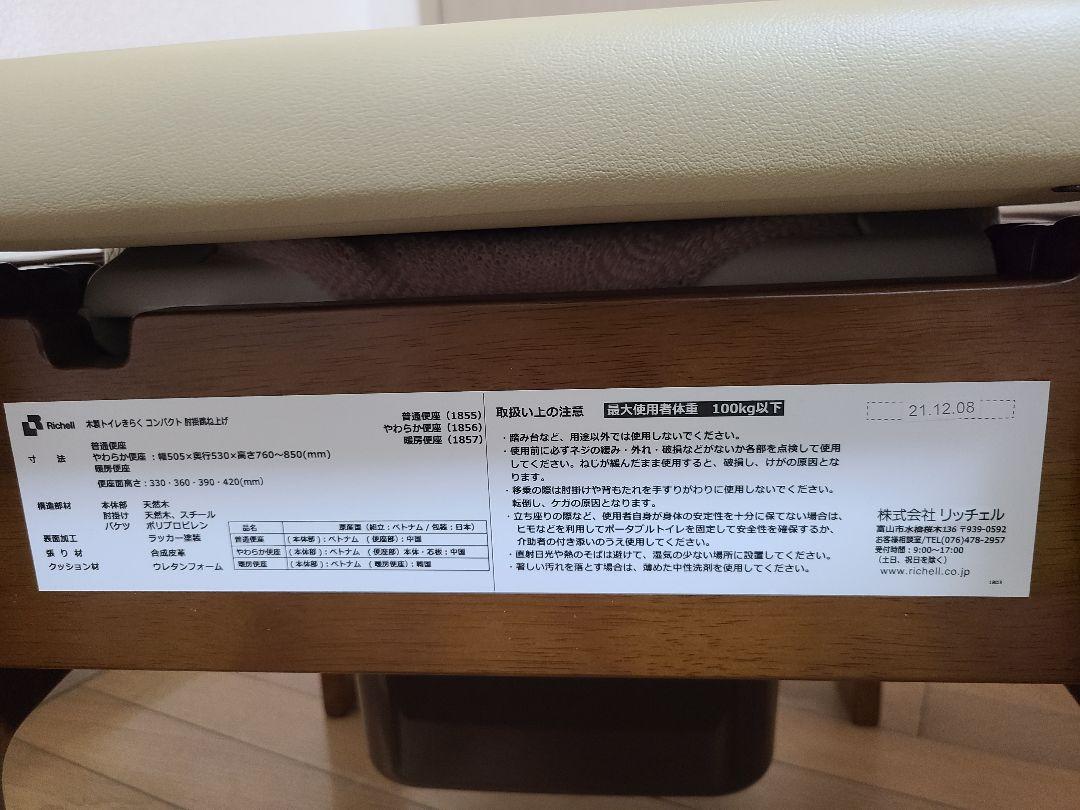 Richell 木製トイレきらく コンパクト 肘掛跳ね上げ
普通便座(1855)
やわらか便座(1856)
暖房便座(1857)
寸法
普通便座
やわらか便座:幅505×奥行530×高さ760〜850(mm)
暖房便座
便座面高さ:330・360・390・420(mm)
構造部材 本体部 天然木
肘掛け 天然木、スチール
バケツ ポリプロピレン
表面加工 ラッカー塗装
張り材 合成皮革
クッション材 ウレタンフォーム
品名 原産国(組立:ベトナム/包装:日本)
普通便座 (本体部):ベトナム (便座部):中国
やわらか便座 (本体部):ベトナム (便座部)本体・芯板:中国
暖房便座 (本体部):ベトナム (暖房便座):韓国
取扱い上の注意 最大使用者体重 100kg以下
・踏み台など、用途以外では使用しないでください。
・使用前に必ずネジの緩み・外れ・破損などがないか各部を点検して使用
してください。ねじが緩んだまま使用すると、破損し、けがの原因とな
ります。
・移乗の際は肘掛けや背もたれを手すりがわりに使用しないでください。
転倒し、ケガの原因となります。
・立ち座りの際など、使用者自身が身体の安定性を十分に保てない場合は、
ヒモなどを利用してポータブルトイレを固定して安全性を確保するか、
介助者の付き添いのうえ使用してください。
・直射日光や熱のそばは避けて、湿気の少ない場所に設置してください。
・著しい汚れを落とす場合は、薄めた中性洗剤を使用してください。
21.12.08
株式会社 リッチェル
富山市水橋桜木136 〒939-0592
お客様相談室/TEL(076)478-2957
受付時間:9:00〜17:00
(土日、祝日を除く)
www.richell.co.jp